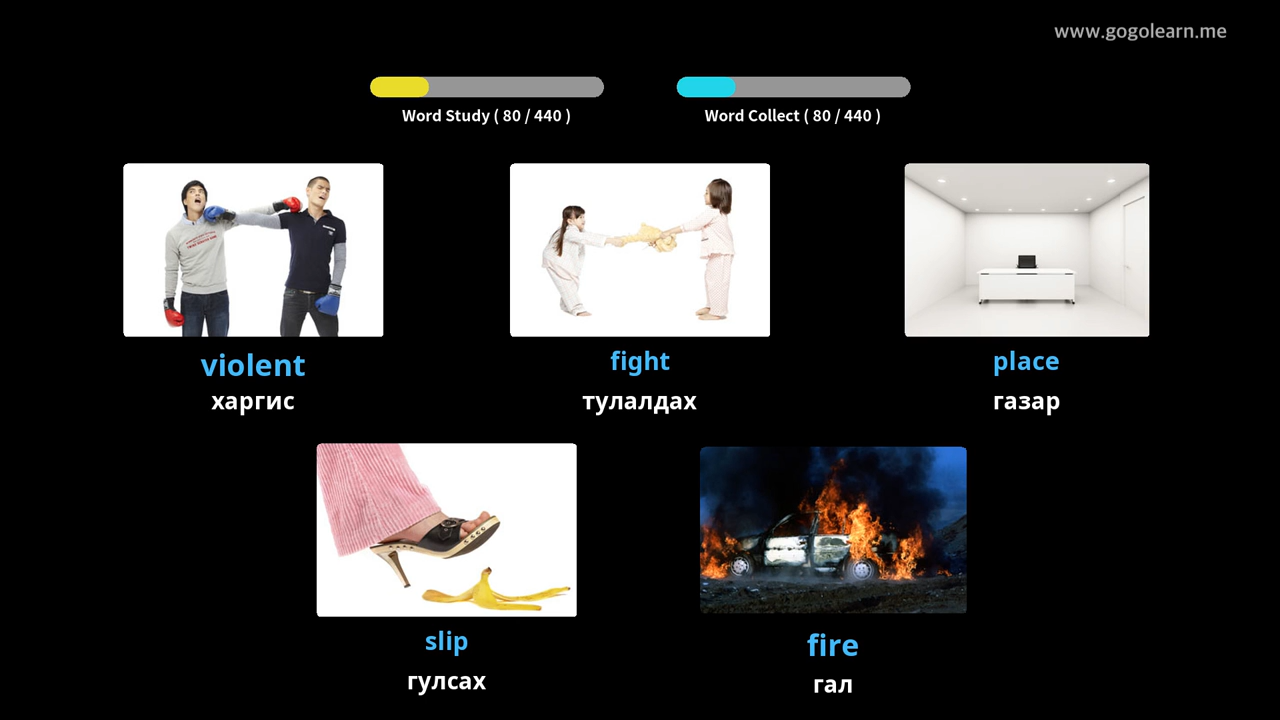 www.gogolearn.me
Word Study ( 80 / 440 )
Word Collect ( 80 / 440 )
violent
харгис
fight
тулалдах
place
газар
slip
гулсах
fire
гал